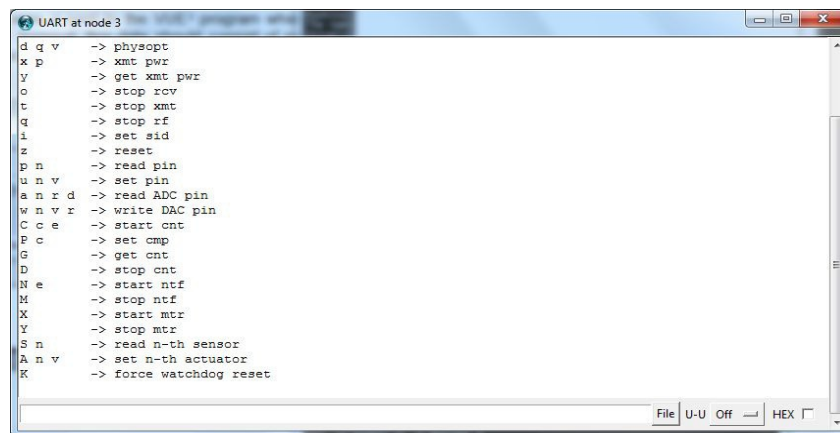 UART at node 3
d q v -> physopt
x p -> xmt pwr
y -> get xmt pwr
o -> stop rcv
t -> stop xmt
q -> stop rf
i -> set sid
z -> reset
p n -> read pin
u n v -> set pin
a n r d -> read ADC pin
w n v r -> write DAC pin
C c e -> start cnt
P c -> set cmp
G -> get cnt
D -> stop cnt
N e -> start ntf
M -> stop ntf
X -> start mtr
Y -> stop mtr
S n -> read n-th sensor
A n v -> set n-th actuator
K -> force watchdog reset
File U-U Off HEX